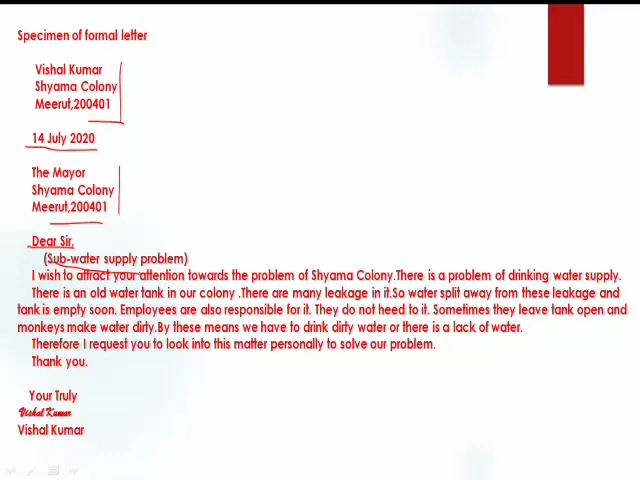 Specimen of formal letter
Vishal Kumar
Shyama Colony
Meerut,200401
14 July 2020
The Mayor
Shyama Colony
Meerut,200401
Dear Sir,
(Sub-water supply problem)
I wish to attract your attention towards the problem of Shyama Colony.There is a problem of drinking water supply.
There is an old water tank in our colony .There are many leakage in it.So water split away from these leakage and
tank is empty soon. Employees are also responsible for it. They do not heed to it. Sometimes they leave tank open and
monkeys make water dirty.By these means we have to drink dirty water or there is a lack of water.
Therefore I request you to look into this matter personally to solve our problem.
Thank you.
Your Truly
Vishal Kumar
Vishal Kumar